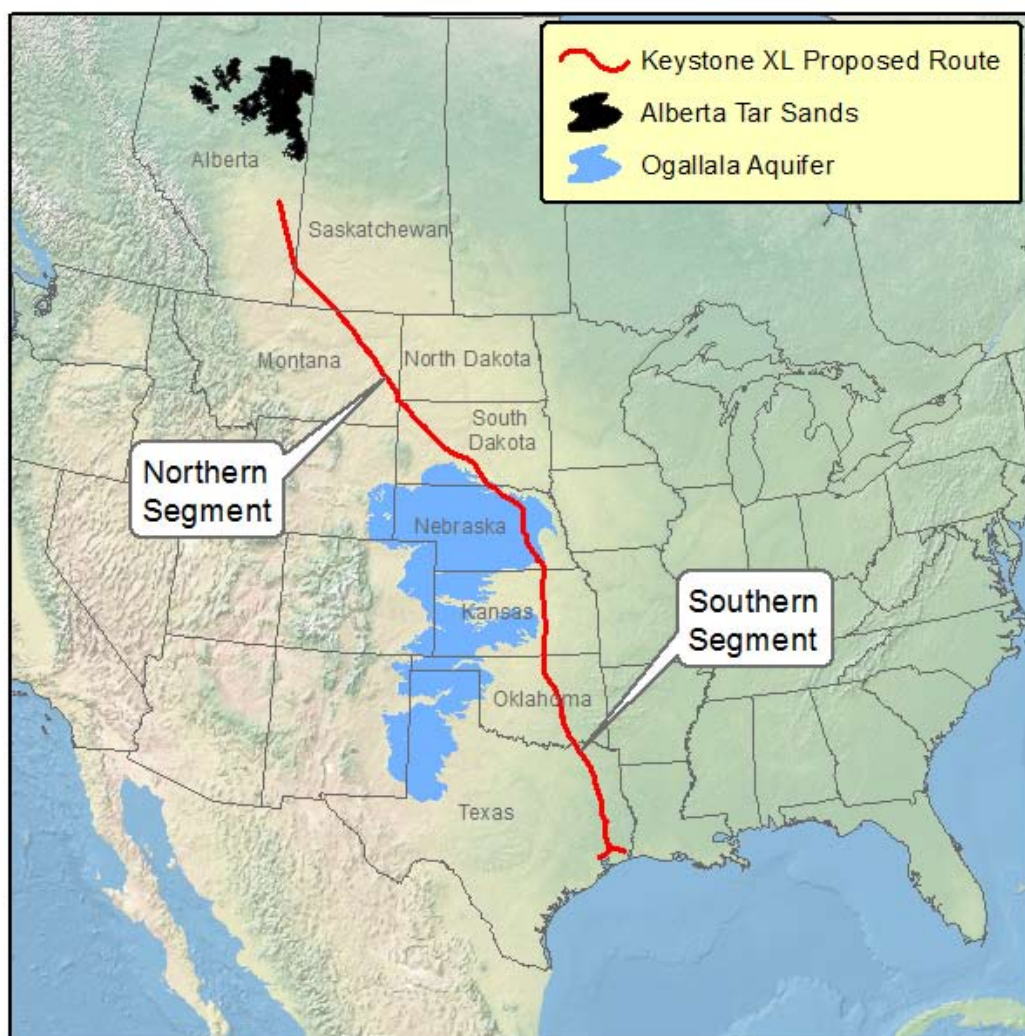 Keystone XL Proposed Route
Alberta Tar Sands
Ogallala Aquifer
Alberta
Saskatchewan
Montana
North Dakota
South
Dakota
Northern
Segment
Nebraska
Kansas
Southern
Segment
Oklahoma
Texas